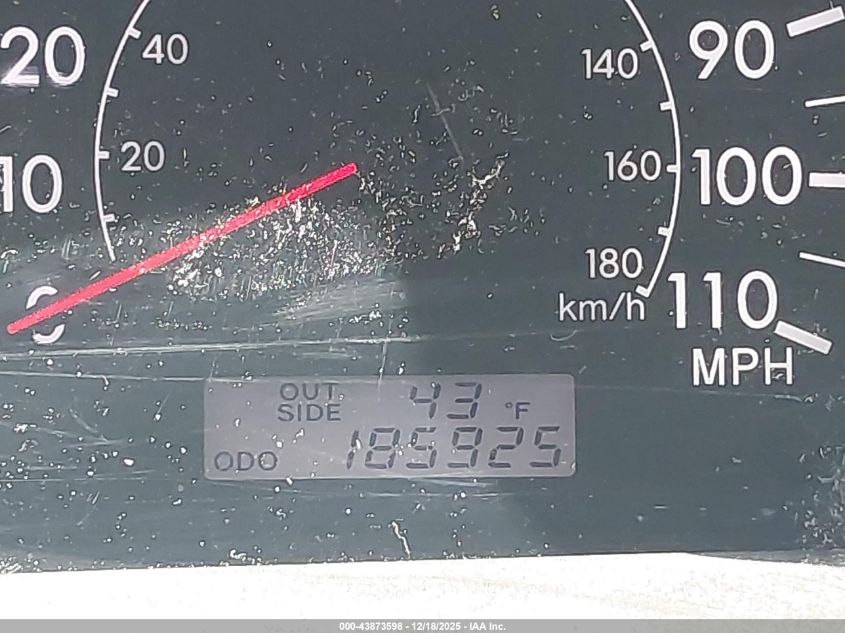 20 40 140 90
10 20 160 100
0 180
km/h 110
MPH
OUT SIDE 43 °F
ODO 185925
000-43873598 - 12/18/2025 - IAA Inc.